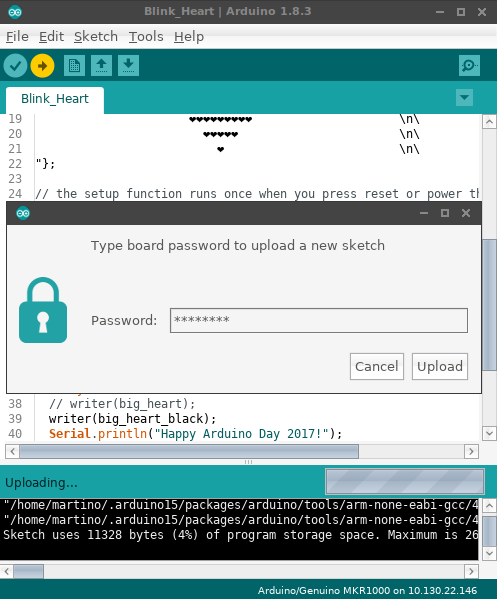 Blink_Heart | Arduino 1.8.3
File Edit Sketch Tools Help
Blink_Heart
19 ❤❤❤❤❤❤❤❤❤ \n\
20 ❤❤❤❤❤ \n\
21 ❤ \n\
22 "};
23
24 // the setup function runs once when you press reset or power th
Type board password to upload a new sketch
Password: ********
Cancel Upload
38 // writer(big_heart);
39 writer(big_heart_black);
40 Serial.println("Happy Arduino Day 2017!");
Uploading...
"/home/martino/.arduino15/packages/arduino/tools/arm-none-eabi-gcc/4
"/home/martino/.arduino15/packages/arduino/tools/arm-none-eabi-gcc/4
Sketch uses 11328 bytes (4%) of program storage space. Maximum is 26
Arduino/Genuino MKR1000 on 10.130.22.146